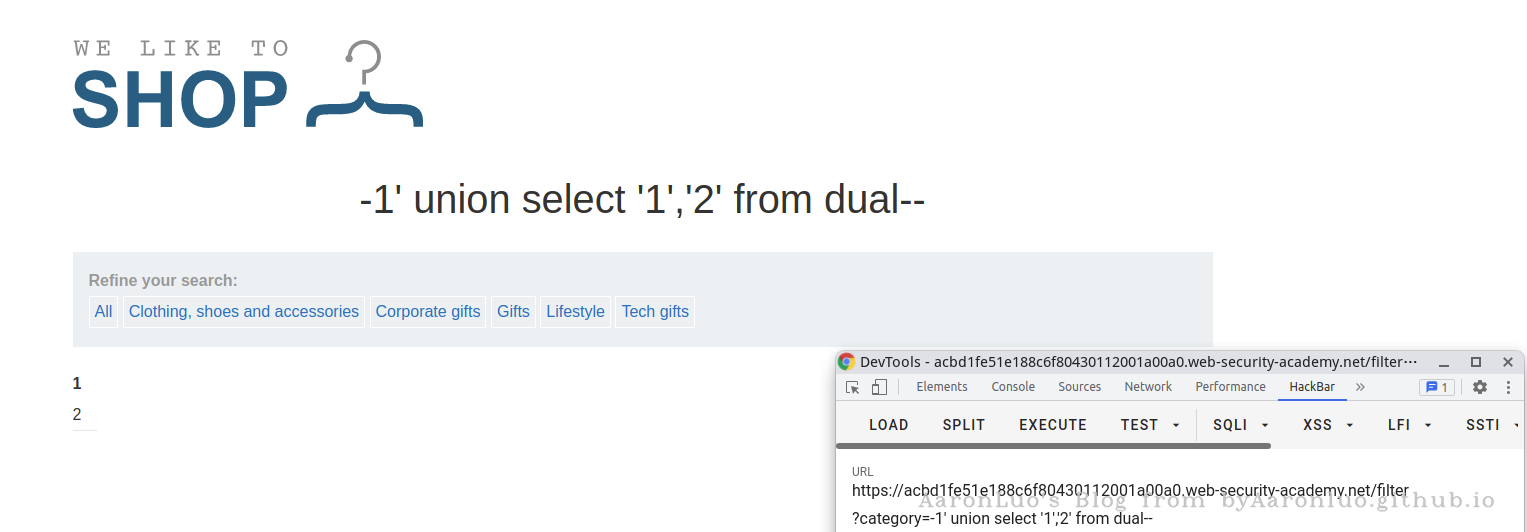 WE LIKE TO
SHOP
-1' union select '1','2' from dual--
Refine your search:
All Clothing, shoes and accessories Corporate gifts Gifts Lifestyle Tech gifts
1
2
DevTools - acbd1fe51e188c6f80430112001a00a0.web-security-academy.net/filter···
Elements Console Sources Network Performance HackBar » 1
LOAD SPLIT EXECUTE TEST SQLI XSS LFI SSTI
URL
https://acbd1fe51e188c6f80430112001a00a0.web-security-academy.net/filter
AaronLuo's Blog from byAaronluo.github.io
?category=-1' union select '1','2' from dual--